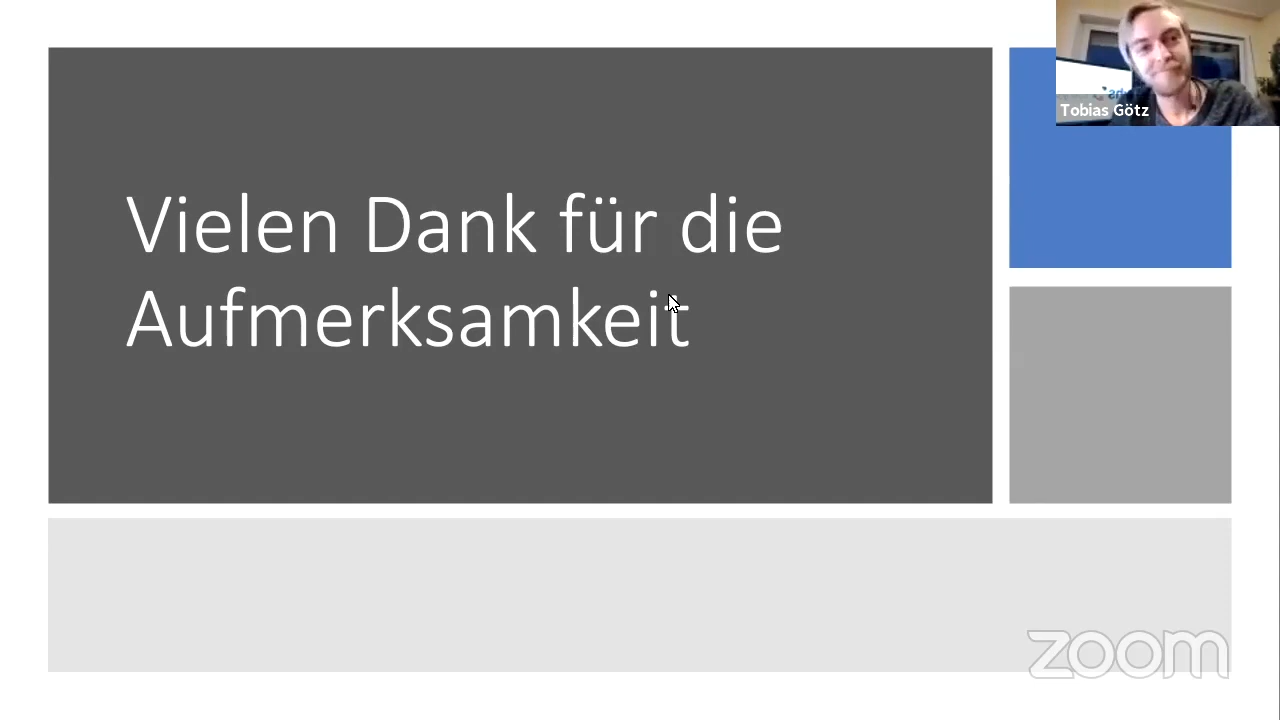 Tobias Götz
Vielen Dank für die
Aufmerksamkeit
zoom